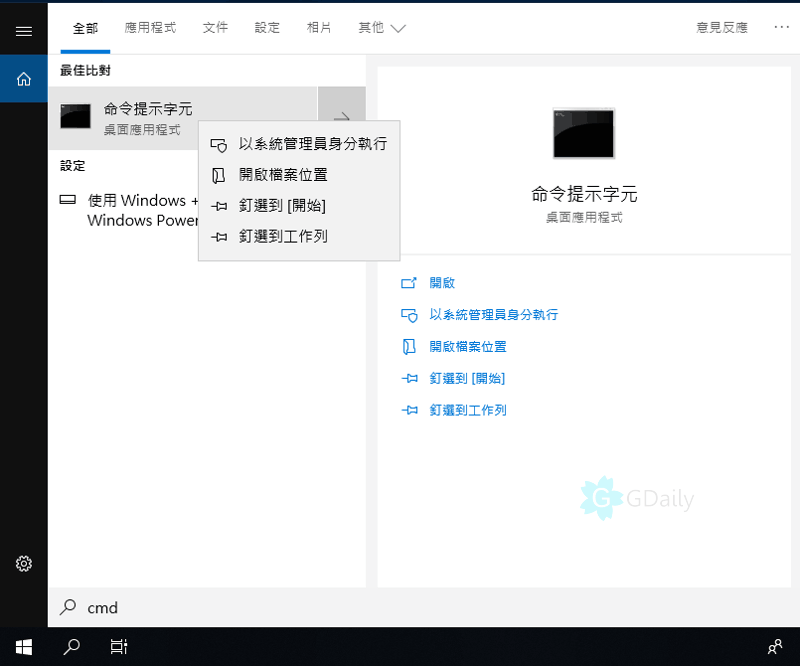 全部 應用程式 文件 設定 相片 其他 意見反應 ...
最佳比對
命令提示字元
桌面應用程式
以系統管理員身分執行
開啟檔案位置
釘選到 [開始]
釘選到工作列
設定
使用 Windows +
Windows Power
命令提示字元
桌面應用程式
開啟
以系統管理員身分執行
開啟檔案位置
釘選到 [開始]
釘選到工作列
G GDaily
cmd